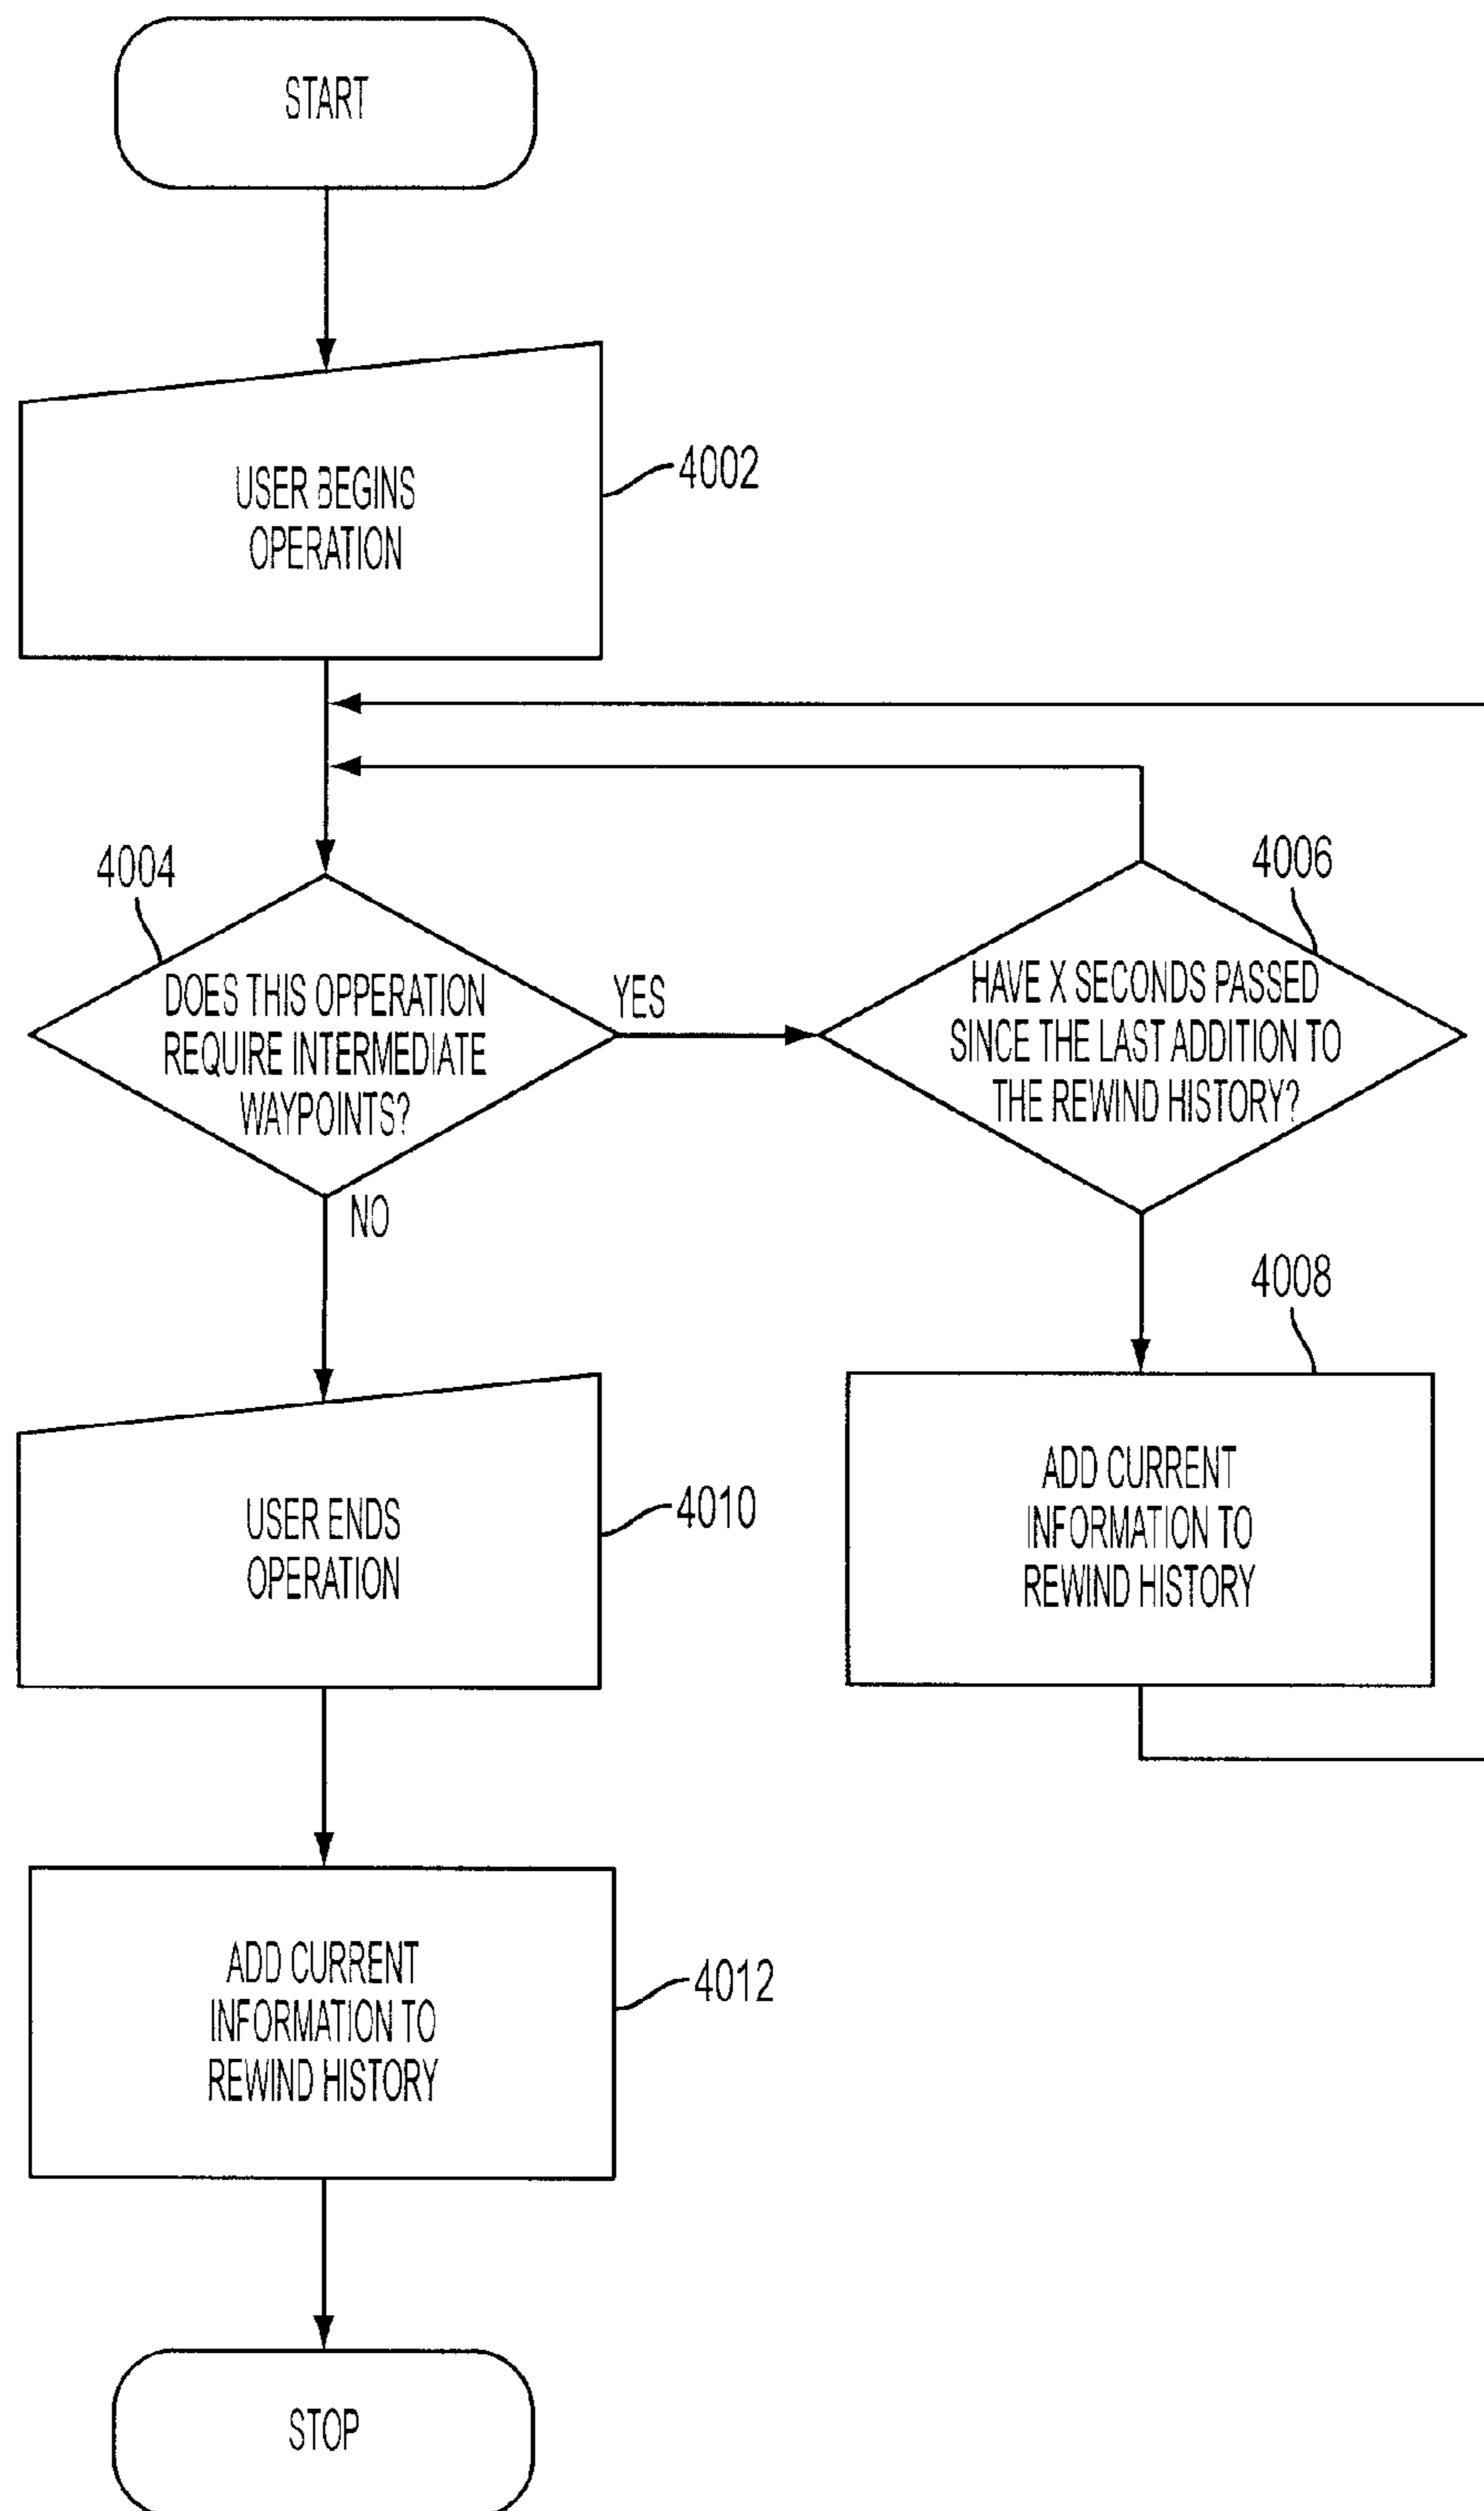 START
USER BEGINS
OPERATION
4002
4004
DOES THIS OPPERATION
REQUIRE INTERMEDIATE
WAYPOINTS?
YES
NO
4006
HAVE X SECONDS PASSED
SINCE THE LAST ADDITION TO
THE REWIND HISTORY?
4008
ADD CURRENT
INFORMATION TO
REWIND HISTORY
USER ENDS
OPERATION
4010
ADD CURRENT
INFORMATION TO
REWIND HISTORY
4012
STOP